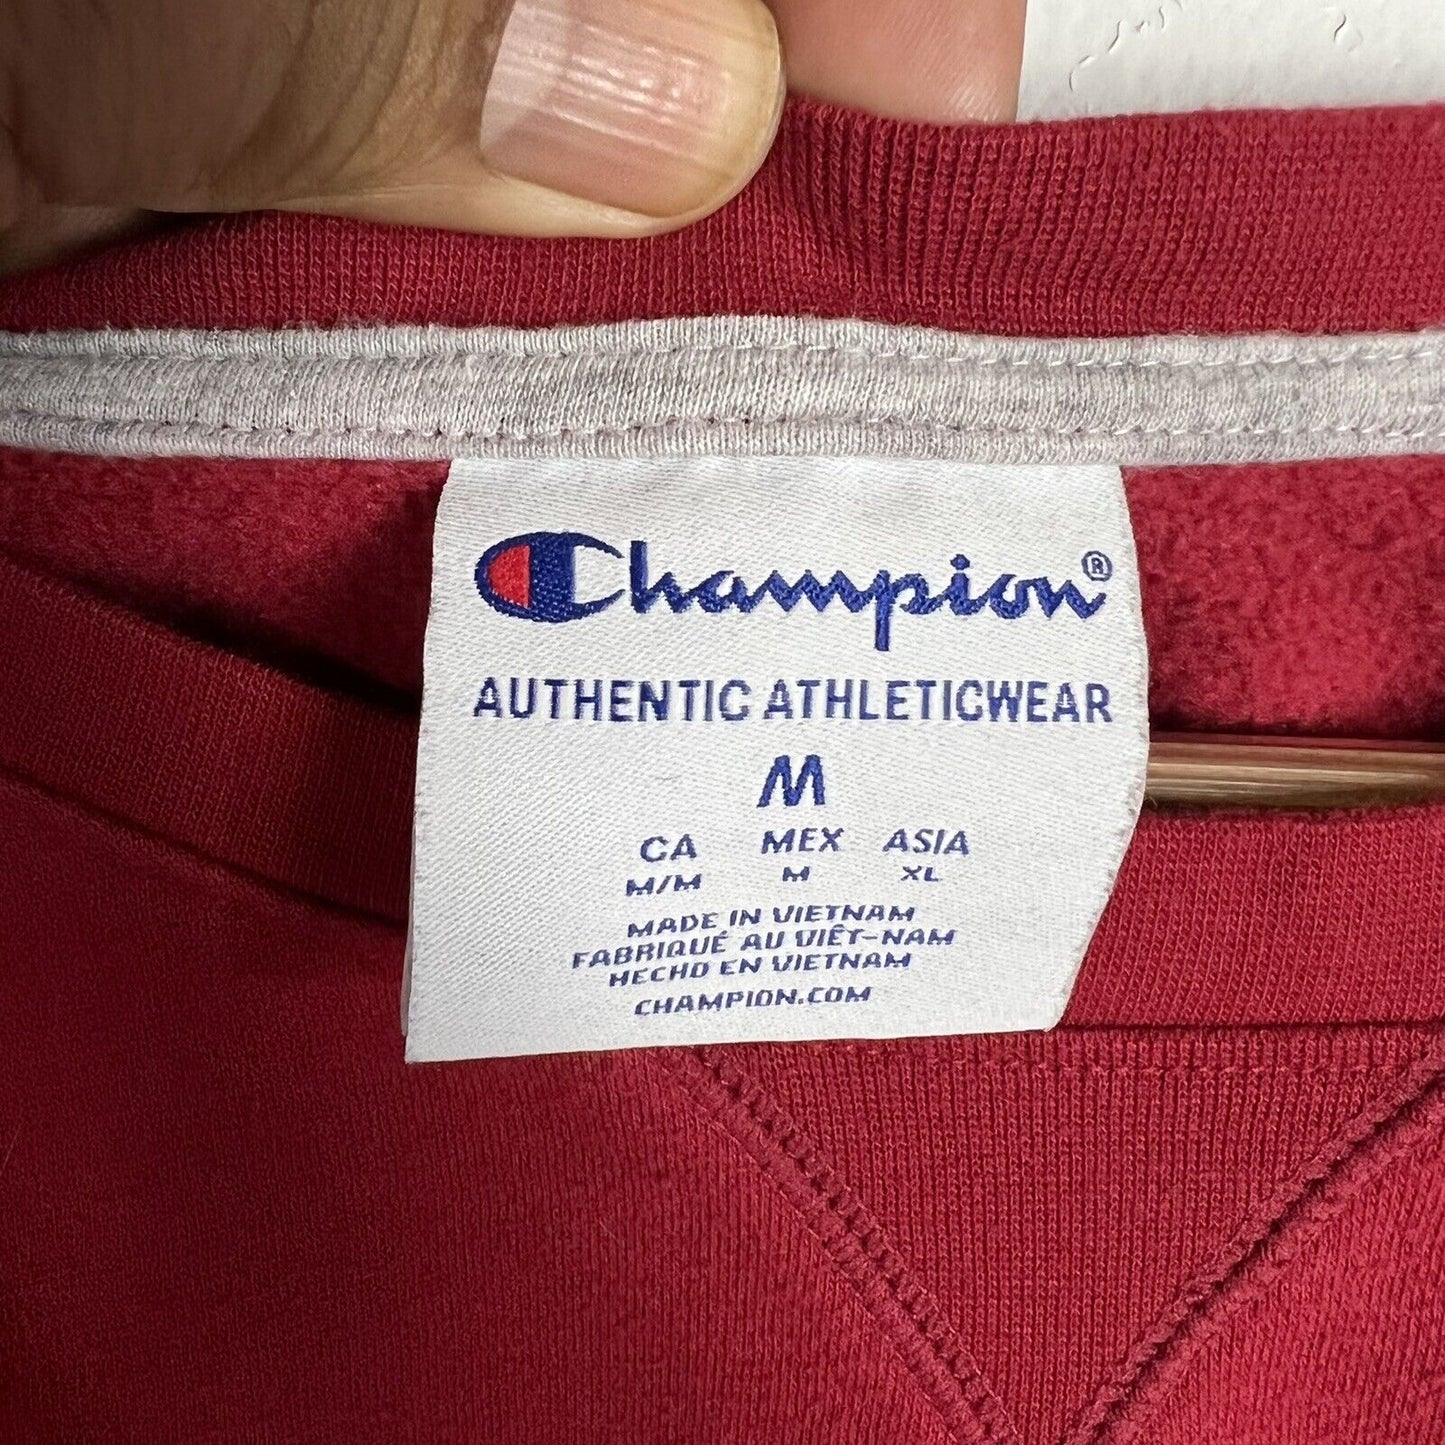 Champion®
AUTHENTIC ATHLETICWEAR
M
CA MEX ASIA
M/M M XL
MADE IN VIETNAM
FABRIQUÉ AU VIÊT-NAM
HECHO EN VIETNAM
CHAMPION.COM